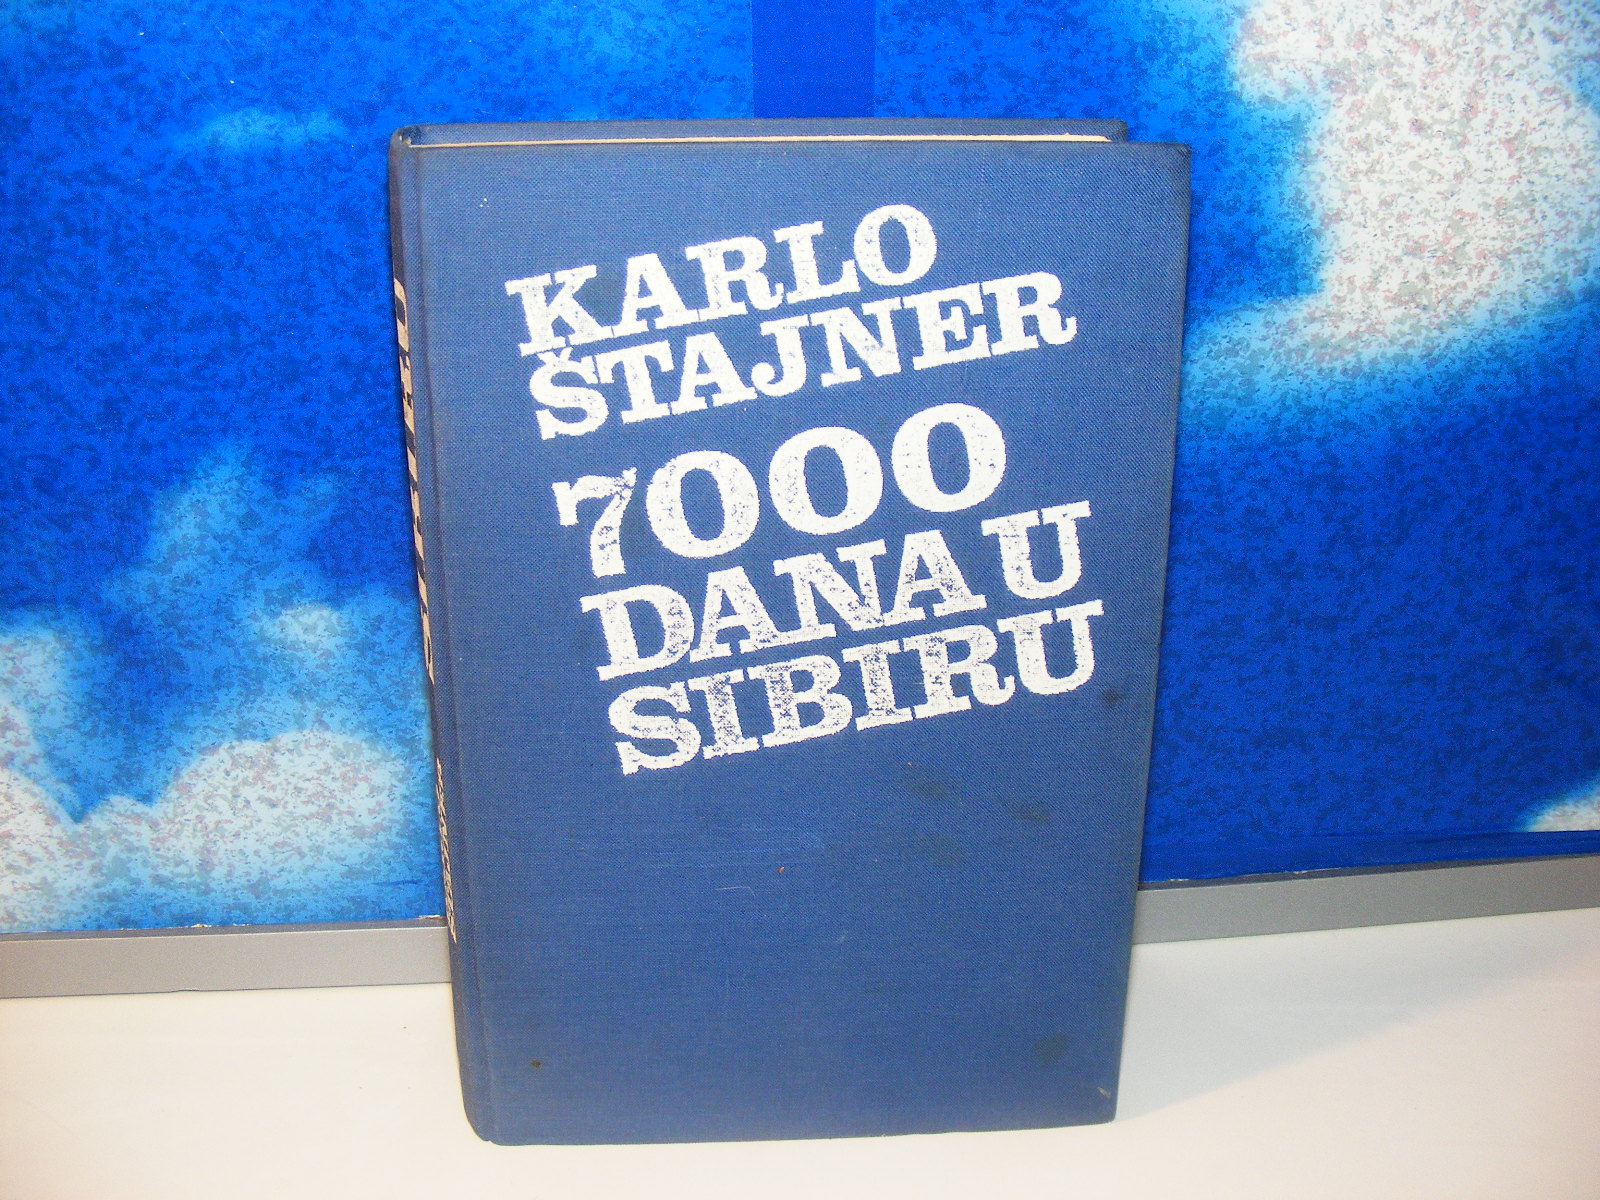 KARLO
ŠTAJNER
7000
DANA U
SIBIRU